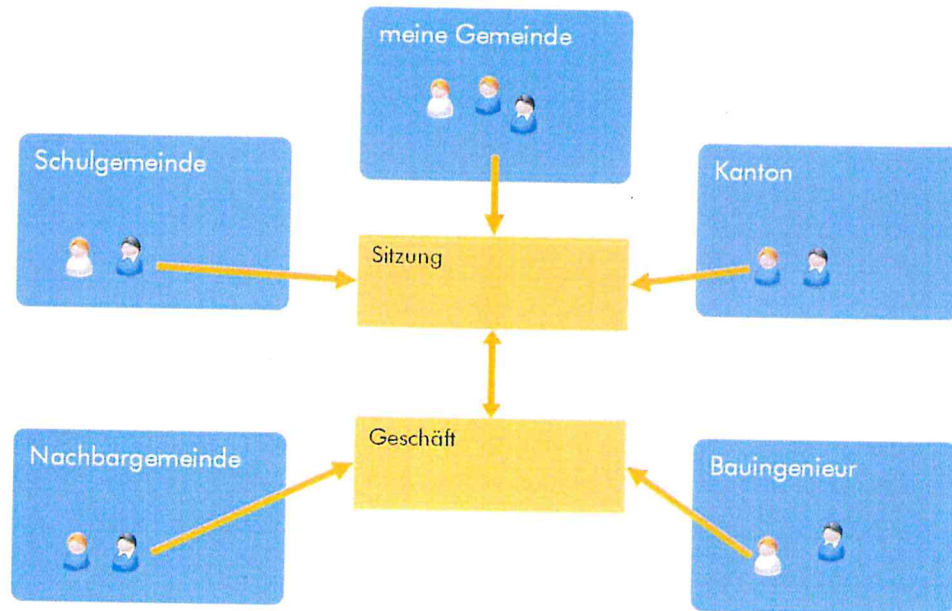 meine Gemeinde
Schulgemeinde
Kanton
Sitzung
Geschäft
Nachbargemeinde
Bauingenieur